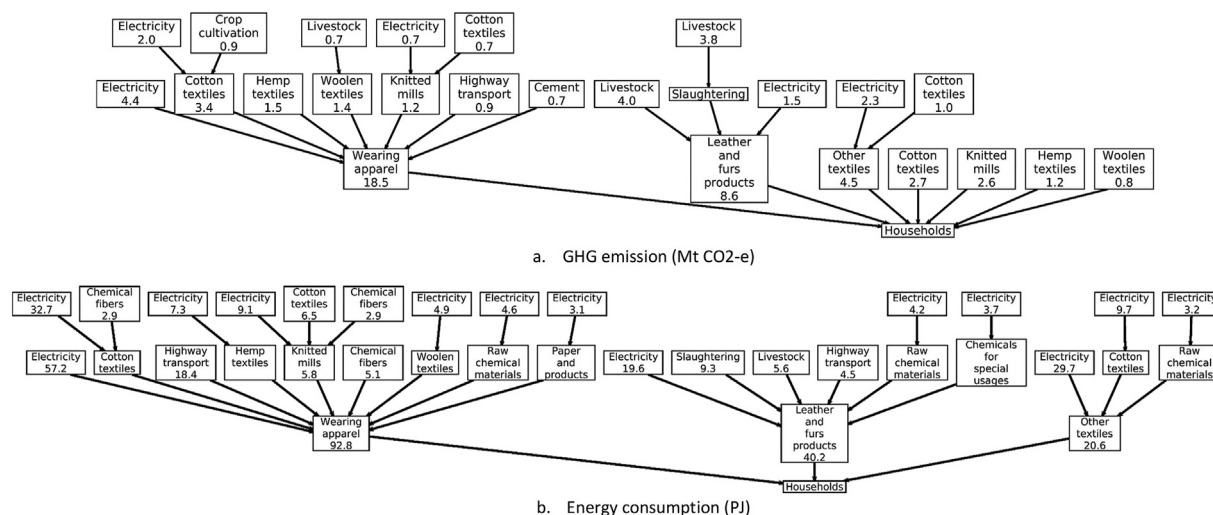 Electricity
2.0
Crop
cultivation
0.9
Livestock
0.7
Electricity
0.7
Cotton
textiles
0.7
Livestock
3.8
Electricity
4.4
Cotton
textiles
3.4
Hemp
textiles
1.5
Woolen
textiles
1.4
Knitted
mills
1.2
Highway
transport
0.9
Cement
0.7
Livestock
4.0
Slaughtering
Electricity
1.5
Electricity
2.3
Cotton
textiles
1.0
Wearing
apparel
18.5
Leather
and
furs
products
8.6
Other
textiles
4.5
Cotton
textiles
2.7
Knitted
mills
2.6
Hemp
textiles
1.2
Woolen
textiles
0.8
Households
a. GHG emission (Mt CO2-e)
Electricity
32.7
Chemical
fibers
2.9
Electricity
7.3
Electricity
9.1
Cotton
textiles
6.5
Chemical
fibers
2.9
Electricity
4.9
Electricity
4.6
Electricity
3.1
Electricity
4.2
Electricity
3.7
Electricity
9.7
Electricity
3.2
Electricity
57.2
Cotton
textiles
Highway
transport
18.4
Hemp
textiles
Knitted
mills
5.8
Chemical
fibers
5.1
Woolen
textiles
Raw
chemical
materials
Paper
and
products
Electricity
19.6
Slaughtering
9.3
Livestock
5.6
Highway
transport
4.5
Raw
chemical
materials
Chemicals
for
special
usages
Electricity
29.7
Cotton
textiles
Raw
chemical
materials
Wearing
apparel
92.8
Leather
and
furs
products
40.2
Other
textiles
20.6
Households
b. Energy consumption (PJ)